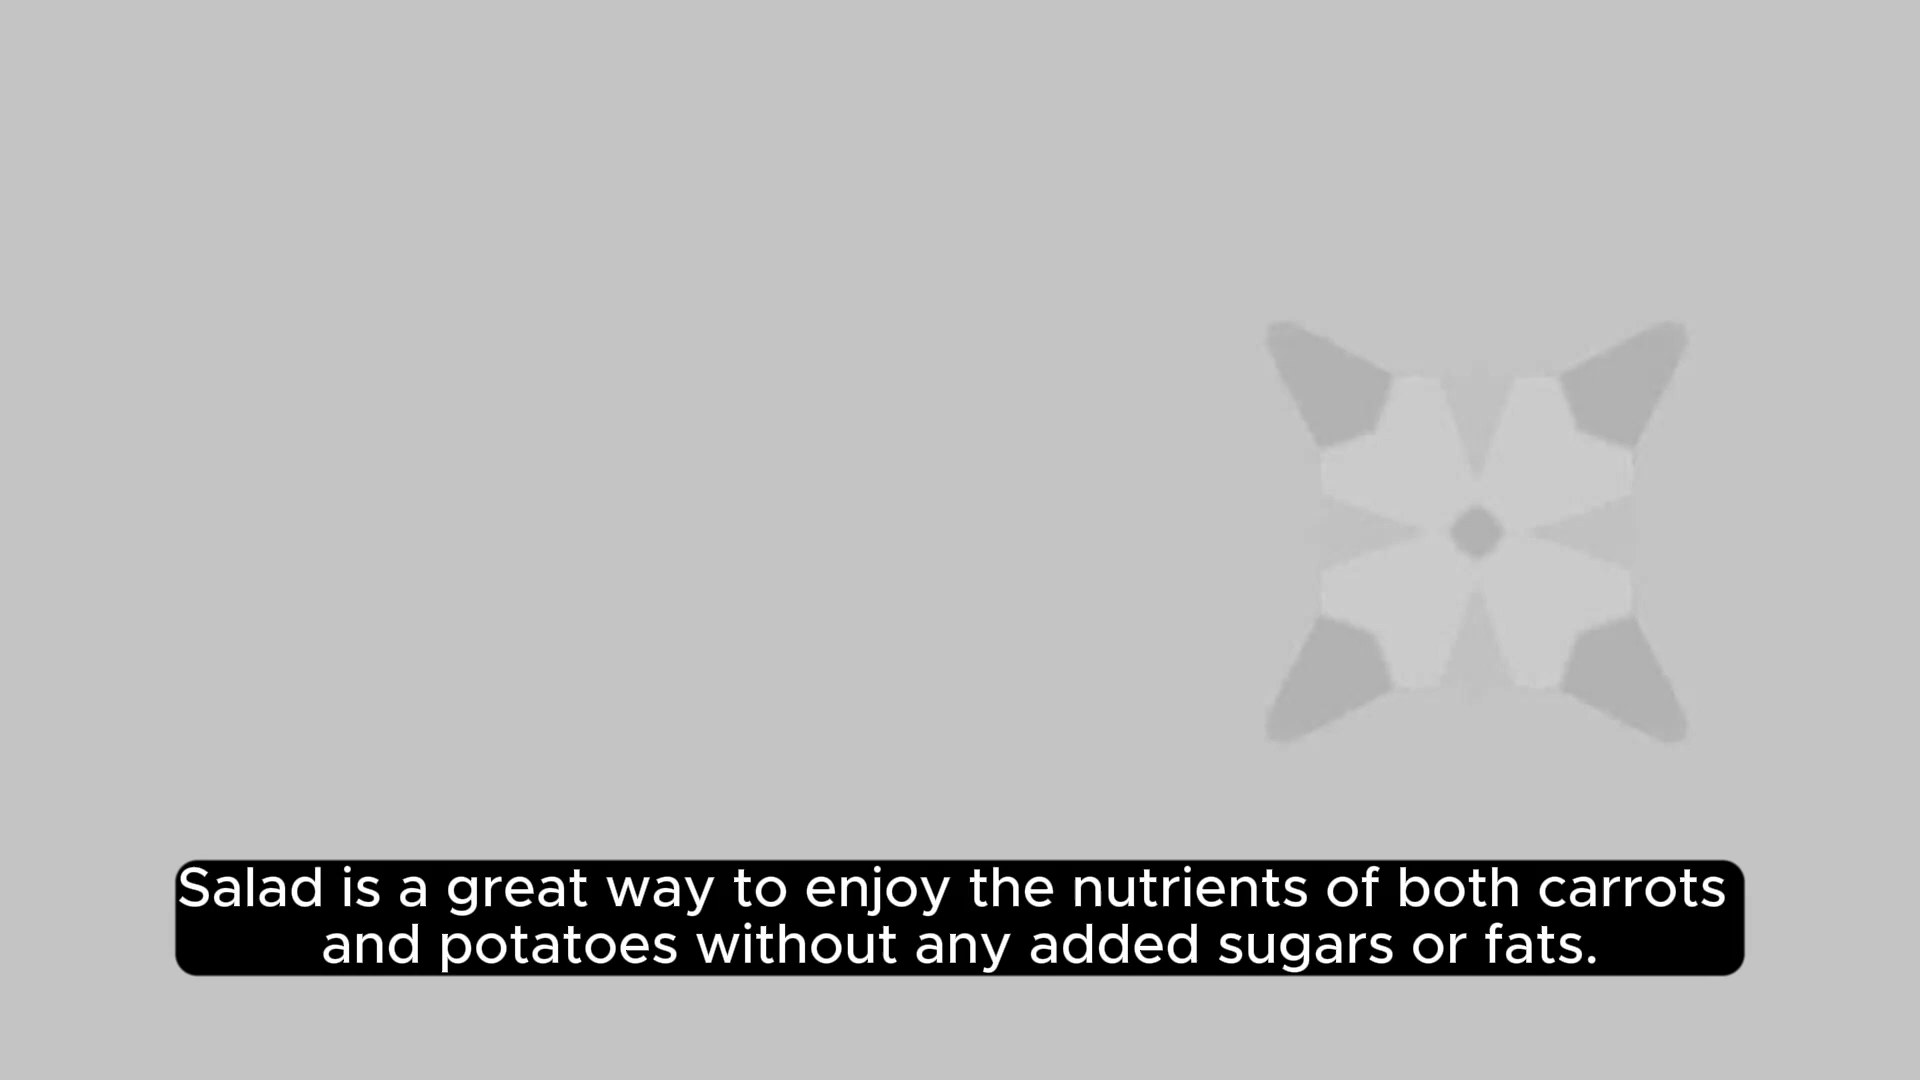 Salad is a great way to enjoy the nutrients of both carrots
and potatoes without any added sugars or fats.